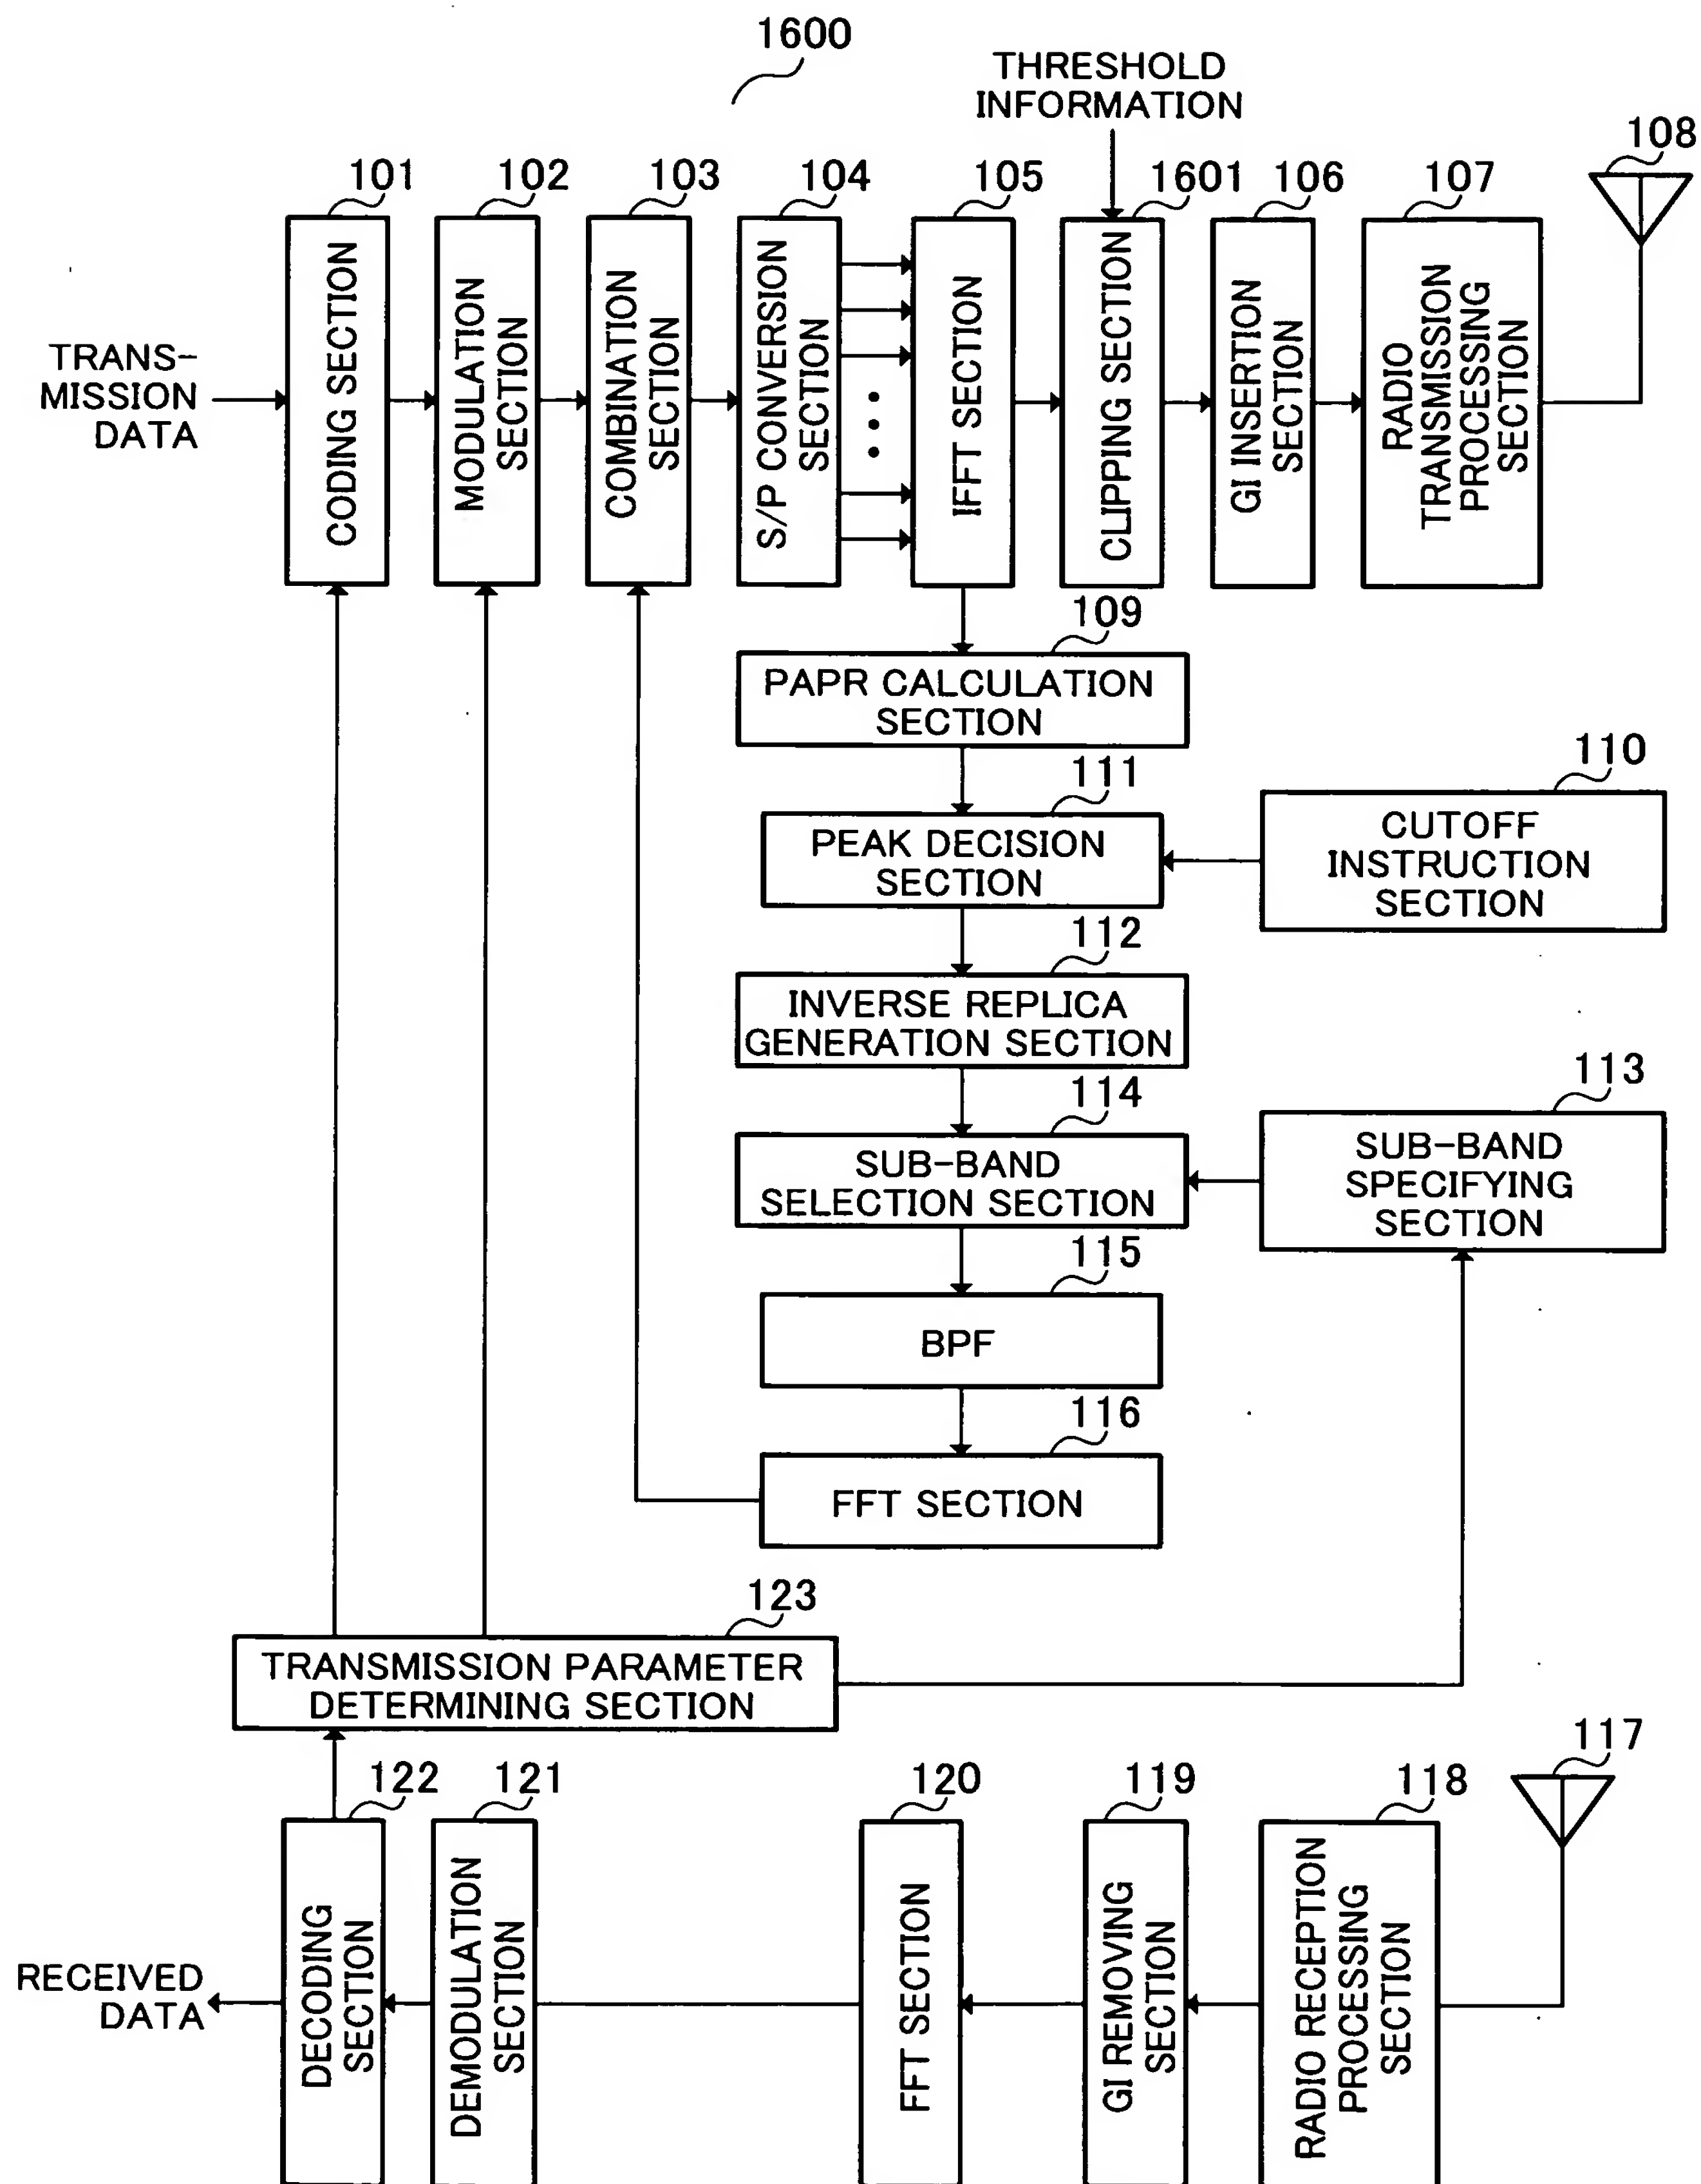 1600
THRESHOLD
INFORMATION
101
102
103
104
105
1601
106
107
108
TRANS-
MISSION
DATA
CODING SECTION
MODULATION
SECTION
COMBINATION
SECTION
S/P CONVERSION
SECTION
IFFT SECTION
CLIPPING SECTION
GI INSERTION
SECTION
RADIO
TRANSMISSION
PROCESSING
SECTION
109
PAPR CALCULATION
SECTION
111
PEAK DECISION
SECTION
110
CUTOFF
INSTRUCTION
SECTION
112
INVERSE REPLICA
GENERATION SECTION
114
SUB-BAND
SELECTION SECTION
113
SUB-BAND
SPECIFYING
SECTION
115
BPF
116
FFT SECTION
123
TRANSMISSION PARAMETER
DETERMINING SECTION
122
121
120
119
118
117
RECEIVED
DATA
DECODING
SECTION
DEMODULATION
SECTION
FFT SECTION
GI REMOVING
SECTION
RADIO RECEPTION
PROCESSING
SECTION